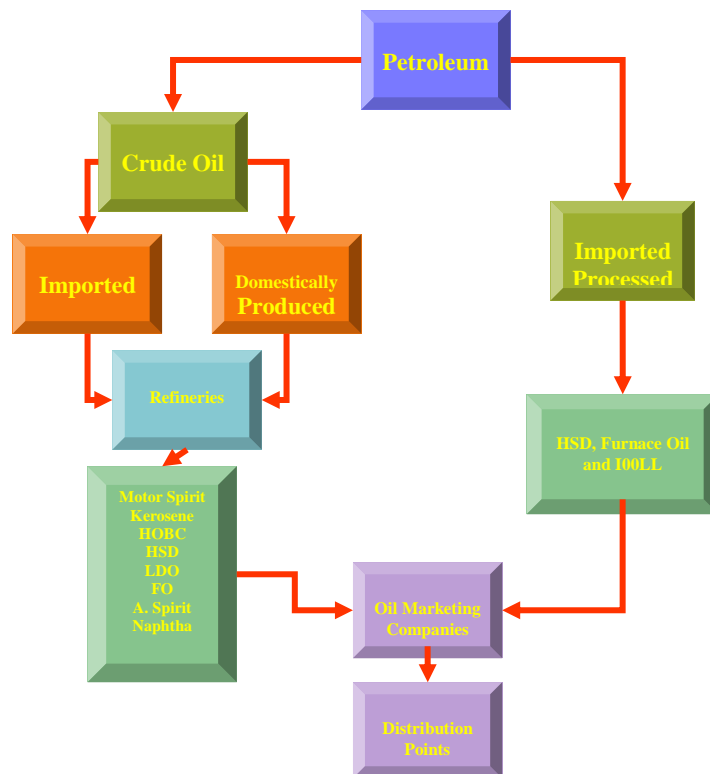 Petroleum
Crude Oil
Imported
Domestically
Produced
Imported
Processed
Refineries
HSD, Furnace Oil
and I00LL
Motor Spirit
Kerosene
HOBC
HSD
LDO
FO
A. Spirit
Naphtha
Oil Marketing
Companies
Distribution
Points